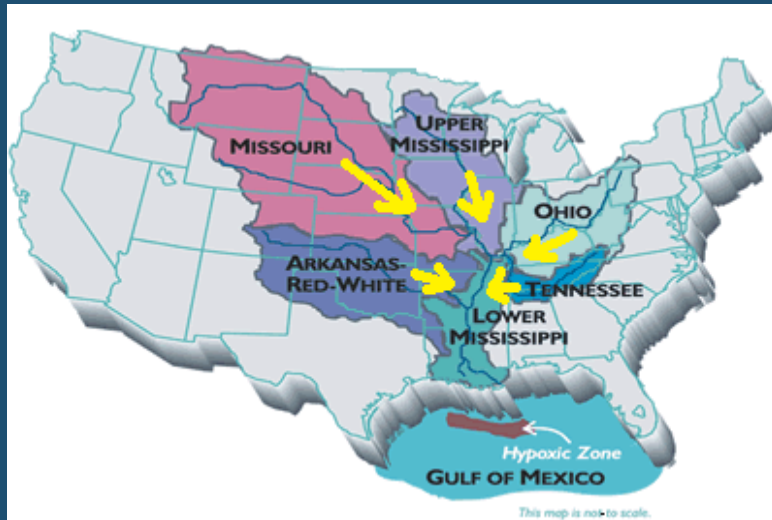 UPPER
MISSISSIPPI
MISSOURI
OHIO
ARKANSAS-
RED-WHITE
TENNESSEE
LOWER
MISSISSIPPI
Hypoxic Zone
GULF OF MEXICO
This map is not to scale.